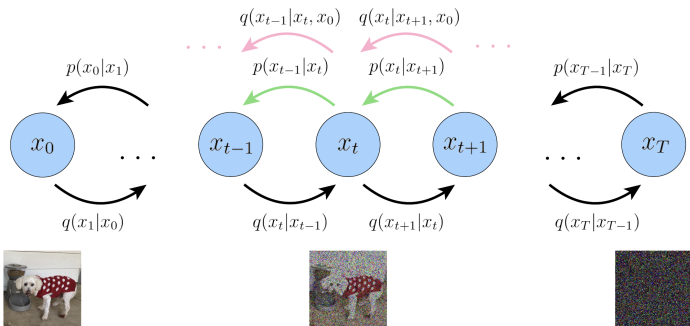 q(x_{t-1}|x_t, x_0) q(x_t|x_{t+1}, x_0)
. . . . . .
p(x_0|x_1) p(x_{t-1}|x_t) p(x_t|x_{t+1}) p(x_{T-1}|x_T)
x_0 . . . x_{t-1} x_t x_{t+1} . . . x_T
q(x_1|x_0) q(x_t|x_{t-1}) q(x_{t+1}|x_t) q(x_T|x_{T-1})